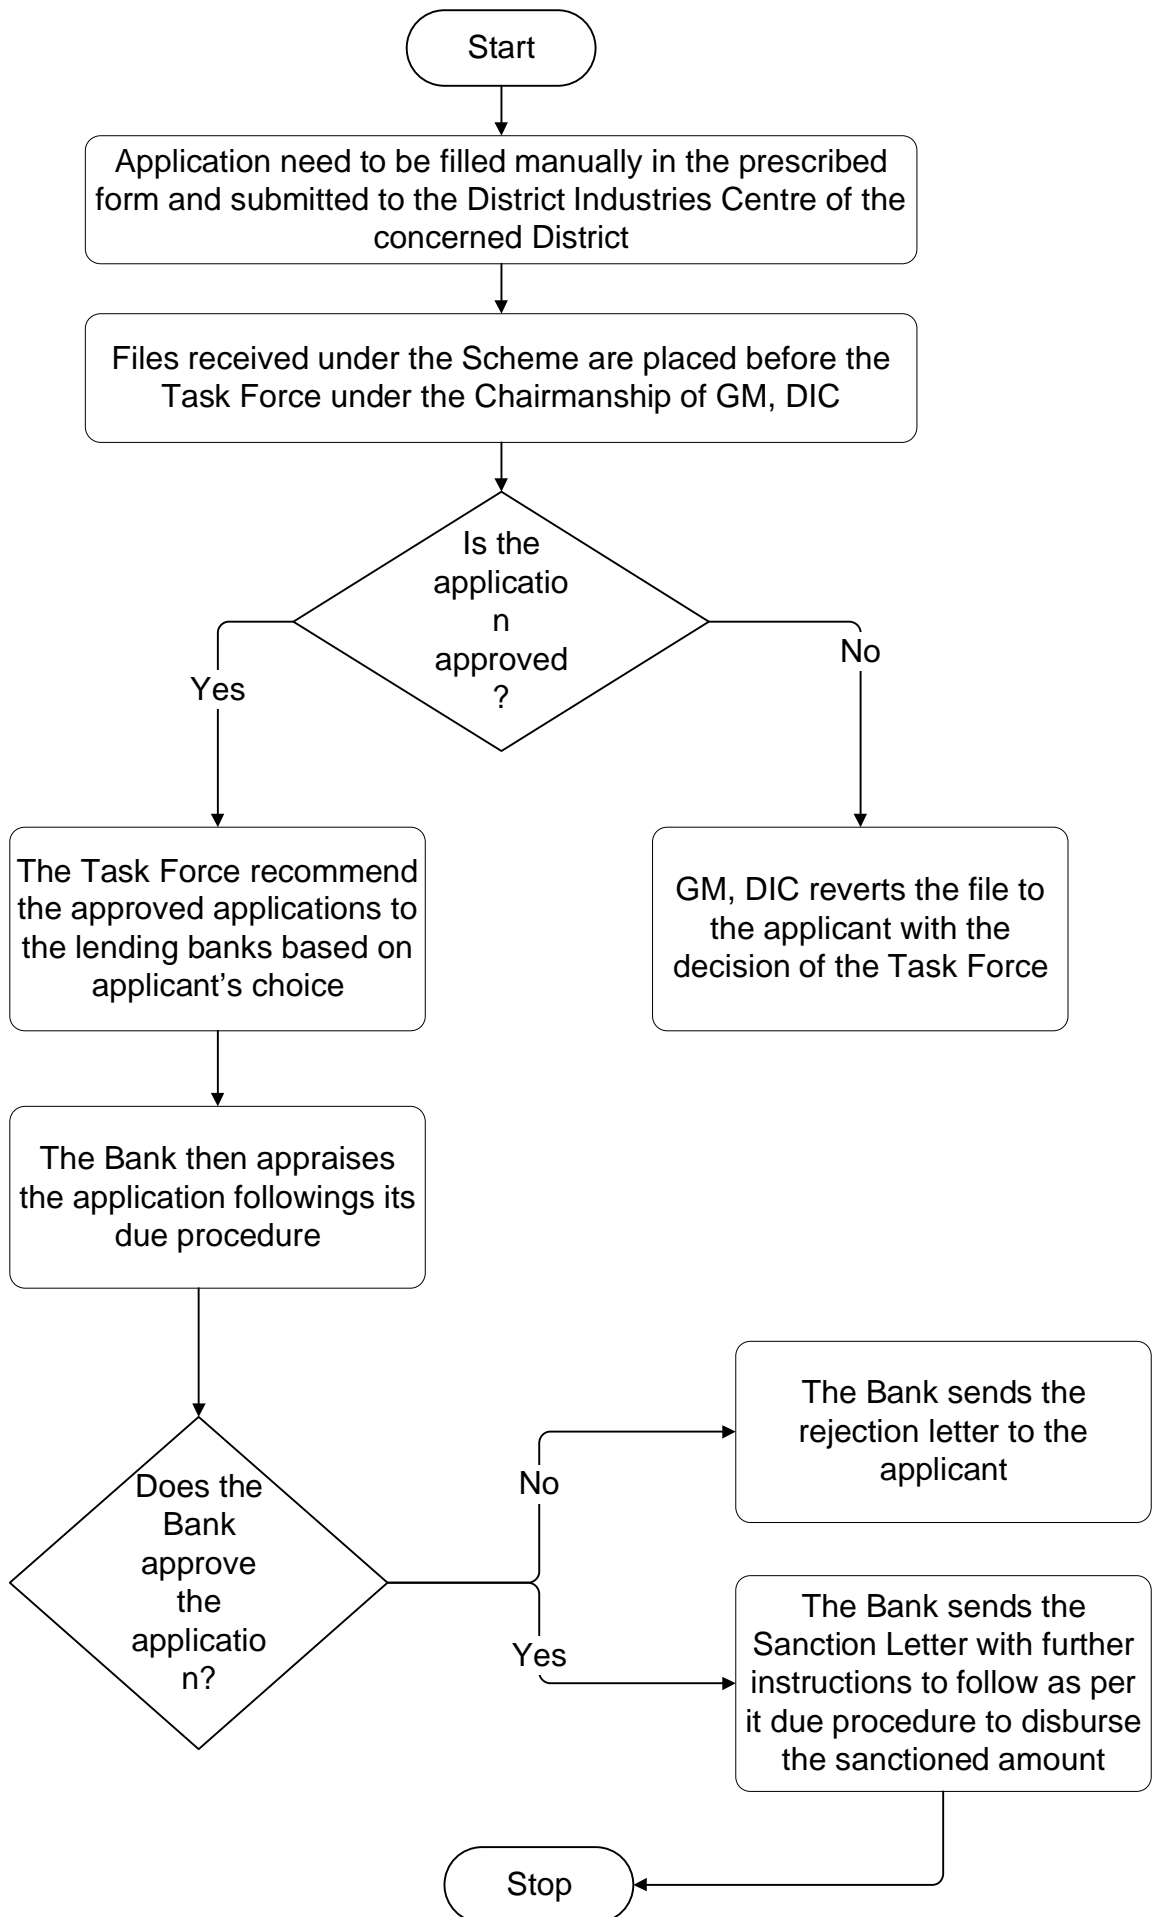 Start
Application need to be filled manually in the prescribed
form and submitted to the District Industries Centre of the
concerned District
Files received under the Scheme are placed before the
Task Force under the Chairmanship of GM, DIC
Is the
applicatio
n
approved
?
Yes
No
The Task Force recommend
the approved applications to
the lending banks based on
applicant’s choice
GM, DIC reverts the file to
the applicant with the
decision of the Task Force
The Bank then appraises
the application followings its
due procedure
Does the
Bank
approve
the
applicatio
n?
No
Yes
The Bank sends the
rejection letter to the
applicant
The Bank sends the
Sanction Letter with further
instructions to follow as per
it due procedure to disburse
the sanctioned amount
Stop